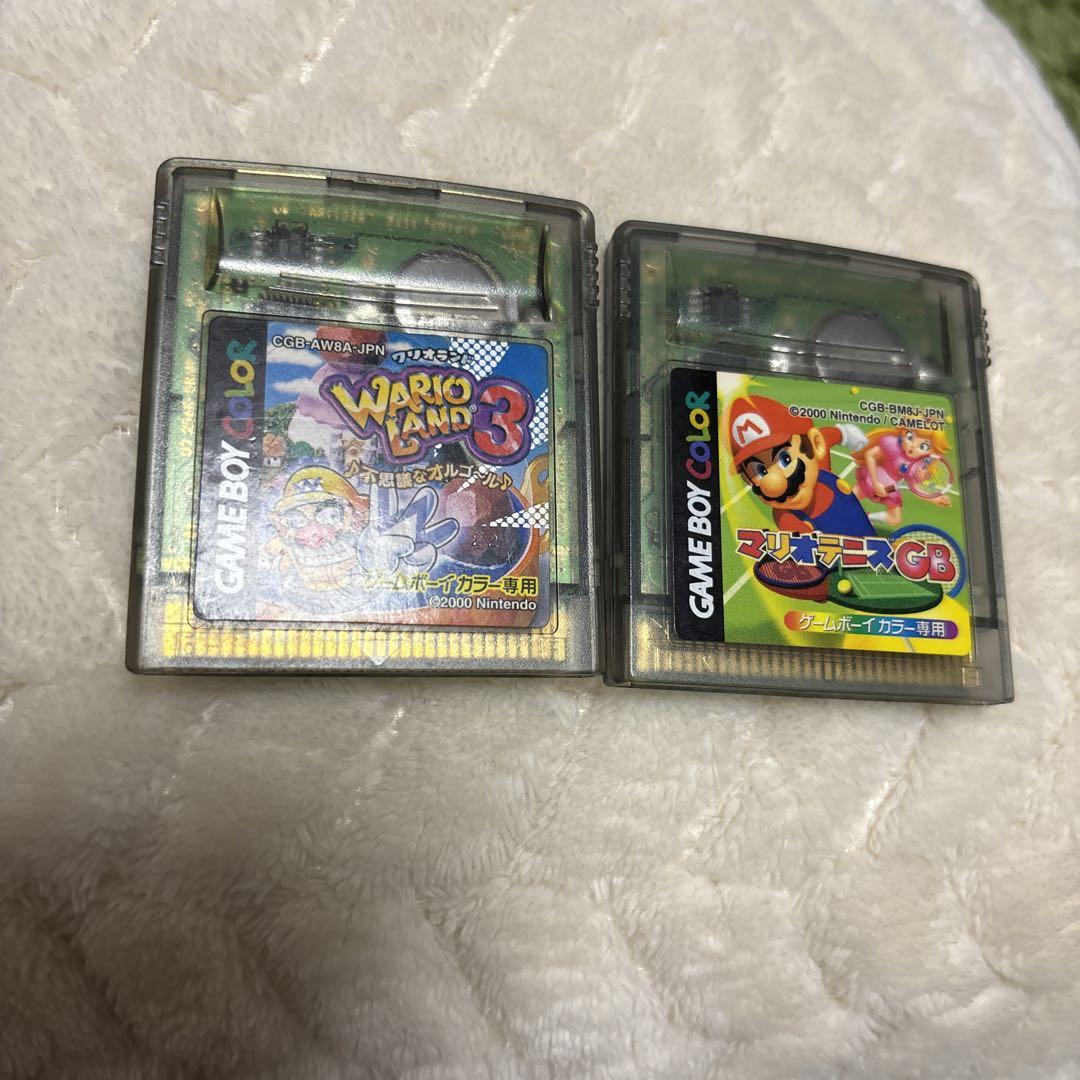 GAME BOY COLOR
CGB-AW8A-JPN
ワリオランド
WARIO
LAND 3
♪不思議なオルゴール♪
ゲームボーイカラー専用
©2000 Nintendo
GAME BOY COLOR
CGB-BM8J-JPN
©2000 Nintendo / CAMELOT
M
マリオテニスGB
ゲームボーイカラー専用